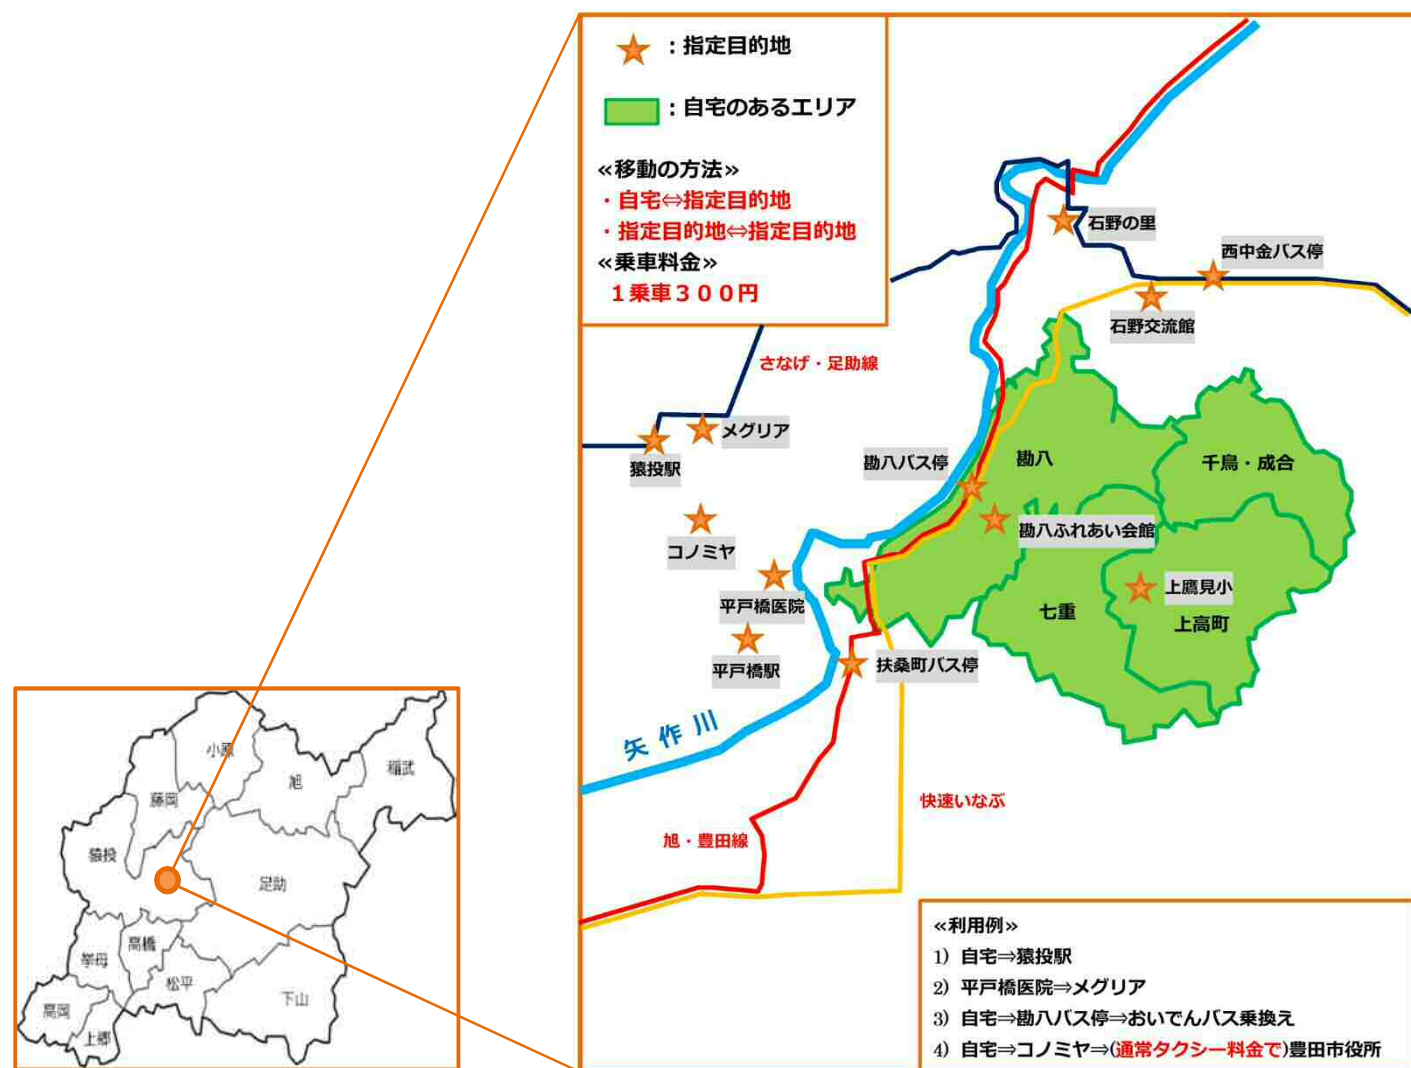 ：指定目的地
：自宅のあるエリア
≪移動の方法≫
・自宅⇔指定目的地
・指定目的地⇔指定目的地
≪乗車料金≫
１乗車３００円
石野の里
西中金バス停
石野交流館
さなげ・足助線
メグリア
猿投駅
勘八バス停
勘八
千鳥・成合
コノミヤ
勘八ふれあい会館
平戸橋医院
上鷹見小
七重
上高町
平戸橋駅
扶桑町バス停
矢作川
快速いなぶ
旭・豊田線
小原
旭
稲武
藤岡
猿投
足助
高橋
挙母
松平
下山
高岡
上郷
≪利用例≫
1) 自宅⇒猿投駅
2) 平戸橋医院⇒メグリア
3) 自宅⇒勘八バス停⇒おいでんバス乗換え
4) 自宅⇒コノミヤ⇒(通常タクシー料金で)豊田市役所